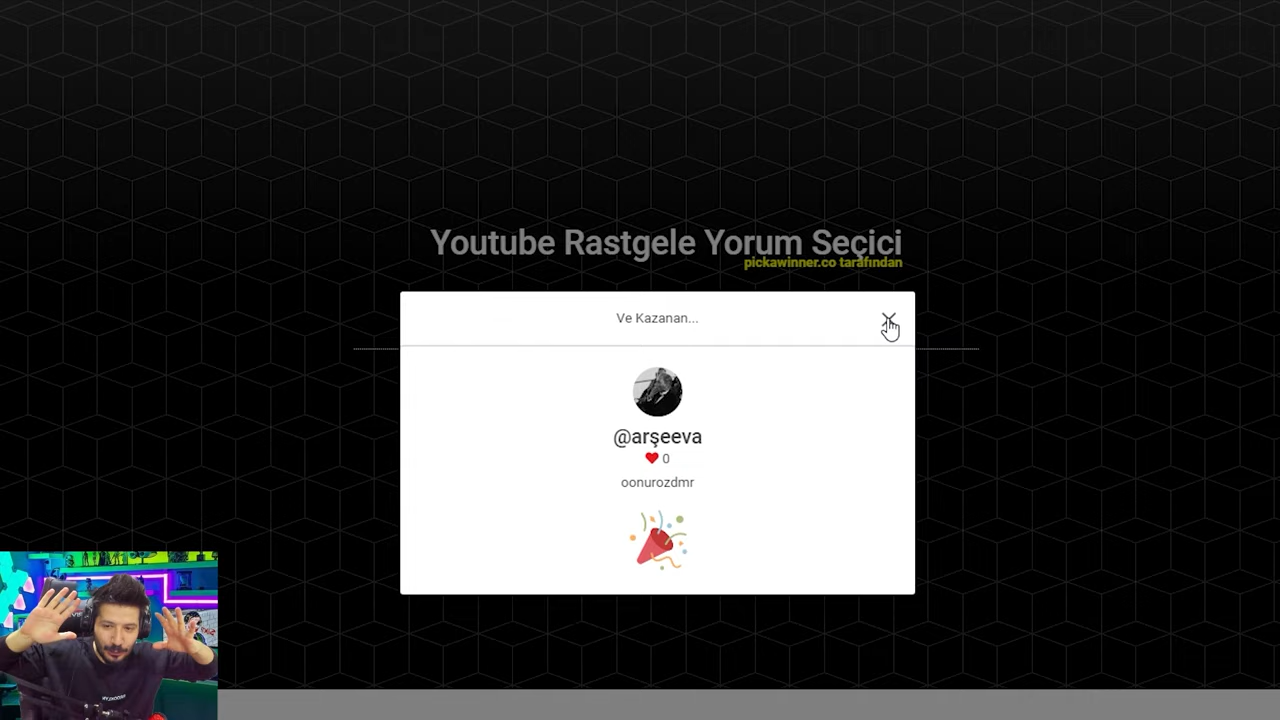 Youtube Rastgele Yorum Seçici
pickawinner.co tarafından
Ve Kazanan...
@arşeeva
0
oonurozdmr